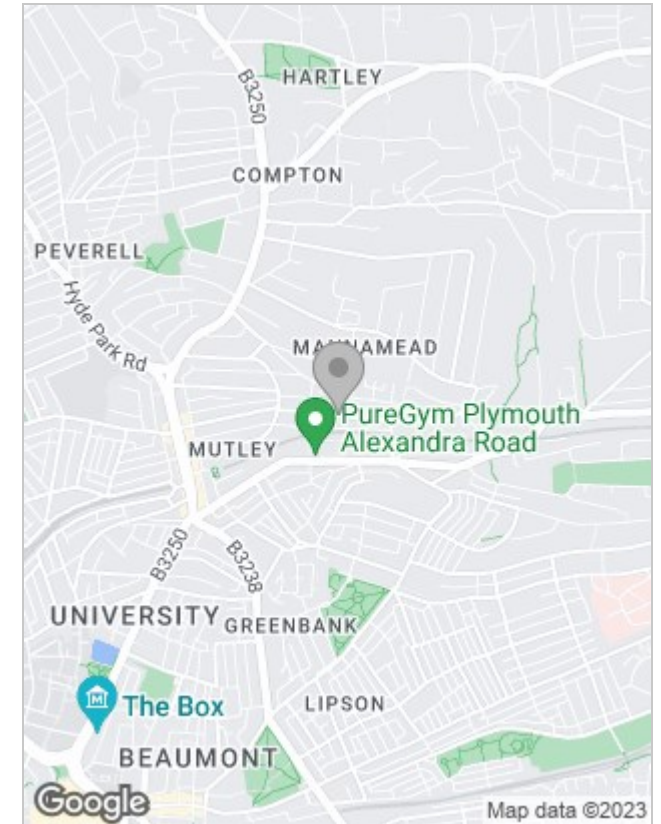 HARTLEY
B3250
COMPTON
PEVERELL
Hyde Park Rd
MANNAMEAD
PureGym Plymouth
Alexandra Road
MUTLEY
B3250
B3238
UNIVERSITY
GREENBANK
LIPSON
M
The Box
BEAUMONT
Google
Map data ©2023